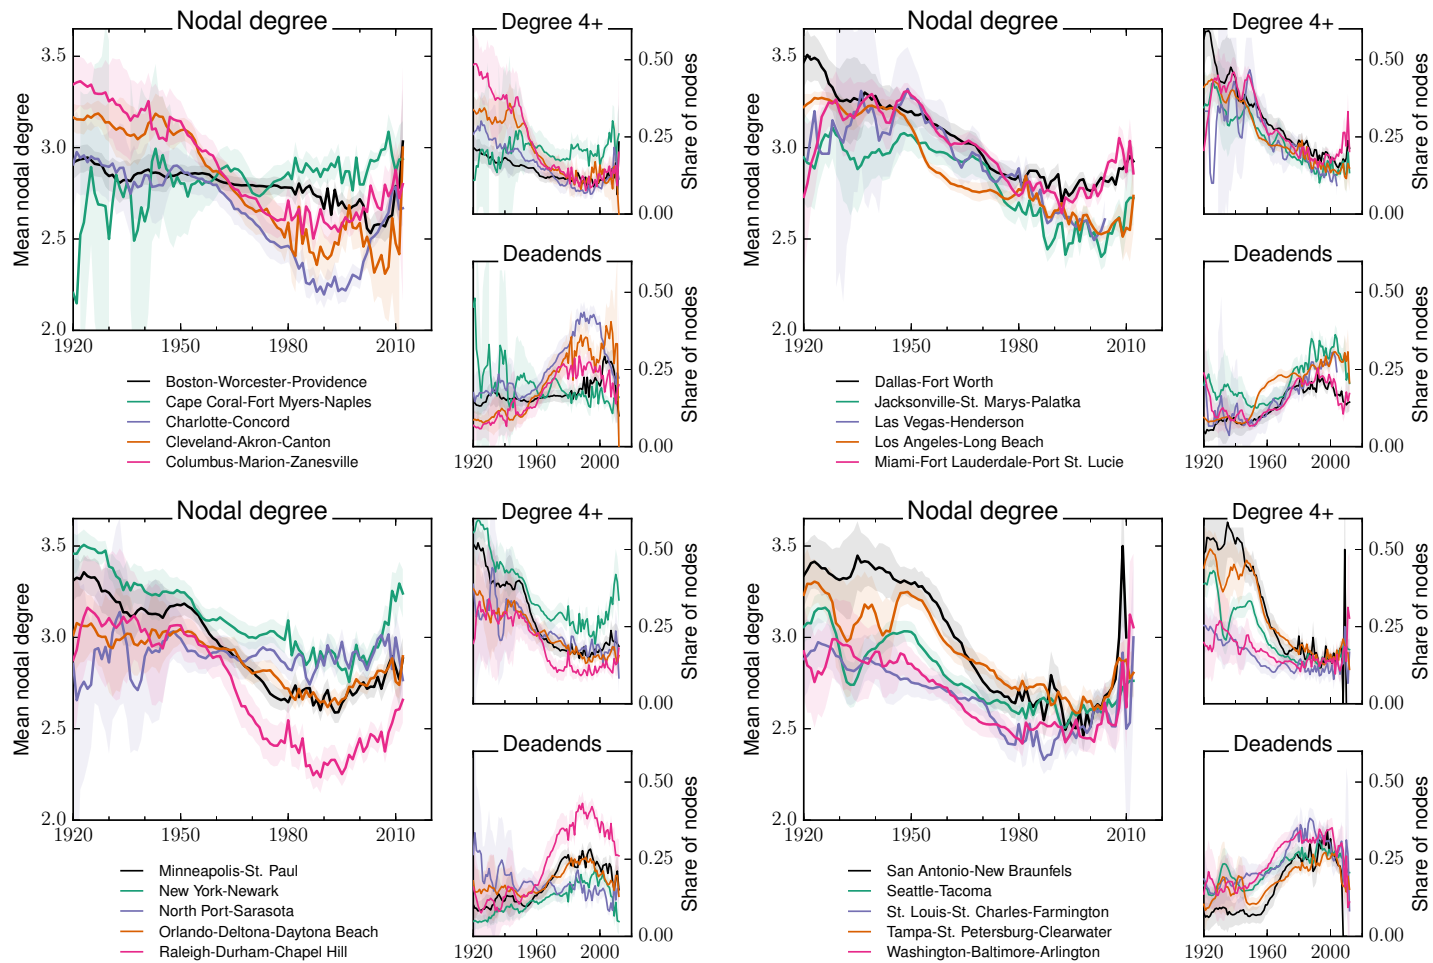 Nodal degree
Degree 4+
3.5
3.0
2.5
2.0
Mean nodal degree
1920
1950
1980
2010
0.50
0.25
0.00
Share of nodes
Deadends
0.50
0.25
0.00
Share of nodes
1920
1960
2000
Boston-Worcester-Providence
Cape Coral-Fort Myers-Naples
Charlotte-Concord
Cleveland-Akron-Canton
Columbus-Marion-Zanesville
Nodal degree
Degree 4+
3.5
3.0
2.5
2.0
Mean nodal degree
1920
1950
1980
2010
0.50
0.25
0.00
Share of nodes
Deadends
0.50
0.25
0.00
Share of nodes
1920
1960
2000
Dallas-Fort Worth
Jacksonville-St. Marys-Palatka
Las Vegas-Henderson
Los Angeles-Long Beach
Miami-Fort Lauderdale-Port St. Lucie
Nodal degree
Degree 4+
3.5
3.0
2.5
2.0
Mean nodal degree
1920
1950
1980
2010
0.50
0.25
0.00
Share of nodes
Deadends
0.50
0.25
0.00
Share of nodes
1920
1960
2000
Minneapolis-St. Paul
New York-Newark
North Port-Sarasota
Orlando-Deltona-Daytona Beach
Raleigh-Durham-Chapel Hill
Nodal degree
Degree 4+
3.5
3.0
2.5
2.0
Mean nodal degree
1920
1950
1980
2010
0.50
0.25
0.00
Share of nodes
Deadends
0.50
0.25
0.00
Share of nodes
1920
1960
2000
San Antonio-New Braunfels
Seattle-Tacoma
St. Louis-St. Charles-Farmington
Tampa-St. Petersburg-Clearwater
Washington-Baltimore-Arlington